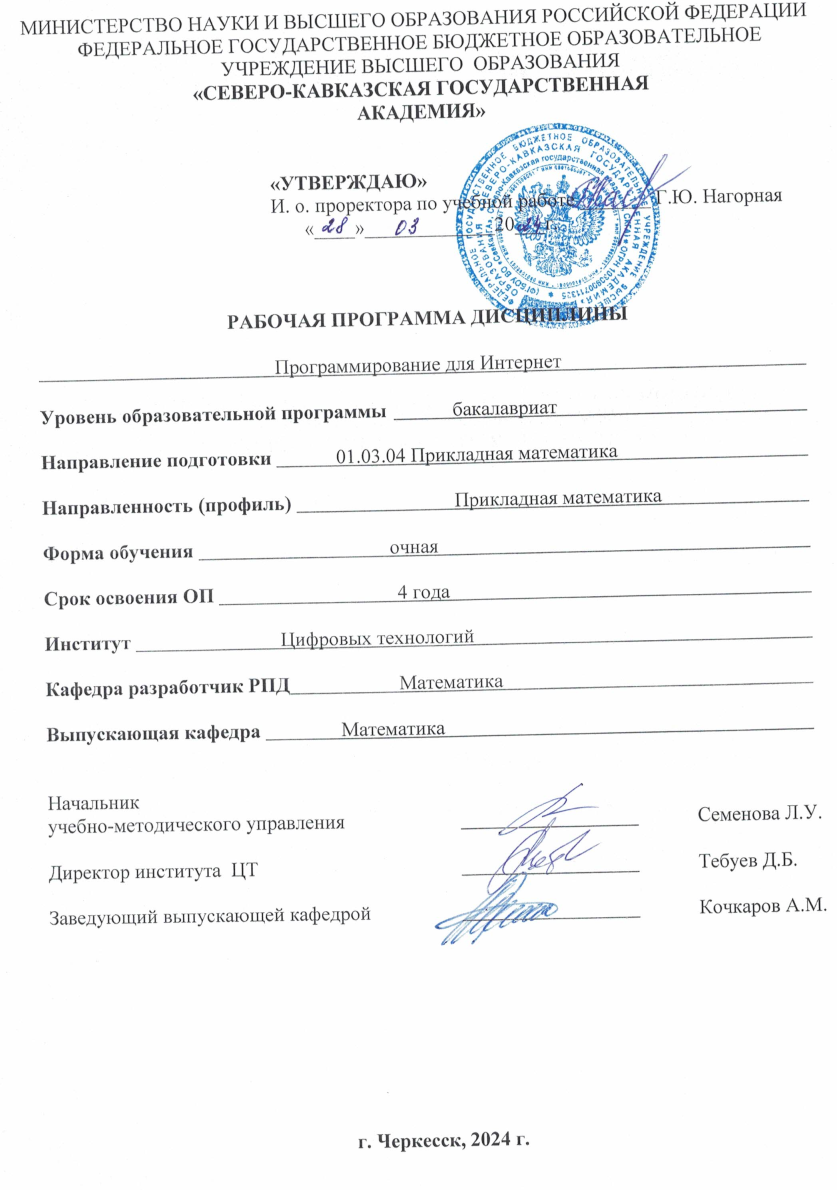 МИНИСТЕРСТВО НАУКИ И ВЫСШЕГО ОБРАЗОВАНИЯ РОССИЙСКОЙ ФЕДЕРАЦИИ
ФЕДЕРАЛЬНОЕ ГОСУДАРСТВЕННОЕ БЮДЖЕТНОЕ ОБРАЗОВАТЕЛЬНОЕ
УЧРЕЖДЕНИЕ ВЫСШЕГО ОБРАЗОВАНИЯ
«СЕВЕРО-КАВКАЗСКАЯ ГОСУДАРСТВЕННАЯ
АКАДЕМИЯ»
«УТВЕРЖДАЮ»
И. о. проректора по учебной работе Г.Ю. Нагорная
«28» 03 2024 г.
РАБОЧАЯ ПРОГРАММА ДИСЦИПЛИНЫ
Программирование для Интернет
Уровень образовательной программы бакалавриат
Направление подготовки 01.03.04 Прикладная математика
Направленность (профиль) Прикладная математика
Форма обучения очная
Срок освоения ОП 4 года
Институт Цифровых технологий
Кафедра разработчик РПД Математика
Выпускающая кафедра Математика
Начальник
учебно-методического управления Семенова Л.У.
Директор института ЦТ Тебуев Д.Б.
Заведующий выпускающей кафедрой Кочкаров А.М.
г. Черкесск, 2024 г.